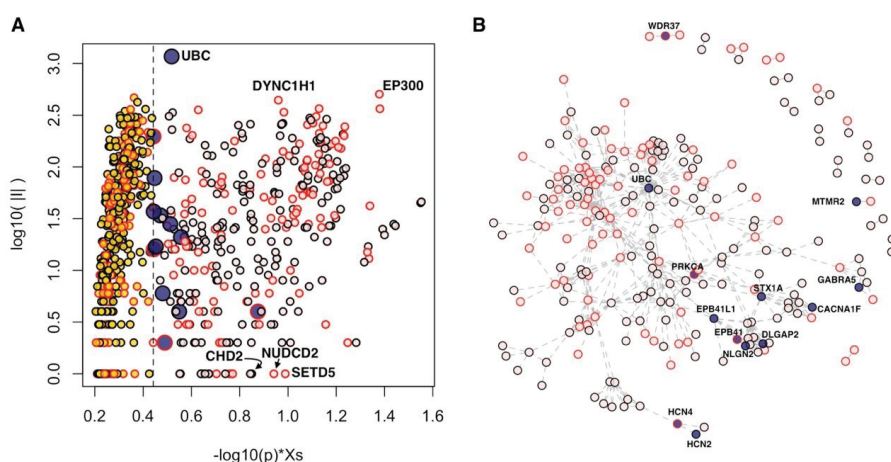 A
B
UBC
DYNC1H1
EP300
CHD2
NUDCD2
SETD5
log10( |I| )
3.0
2.5
2.0
1.5
1.0
0.5
0.0
0.2 0.4 0.6 0.8 1.0 1.2 1.4 1.6
-log10(p)*Xs
WDR37
UBC
MTMR2
PRKCA
GABRA5
STX1A
EPB41L1
CACNA1F
EPB41
DLGAP2
NLGN2
HCN4
HCN2